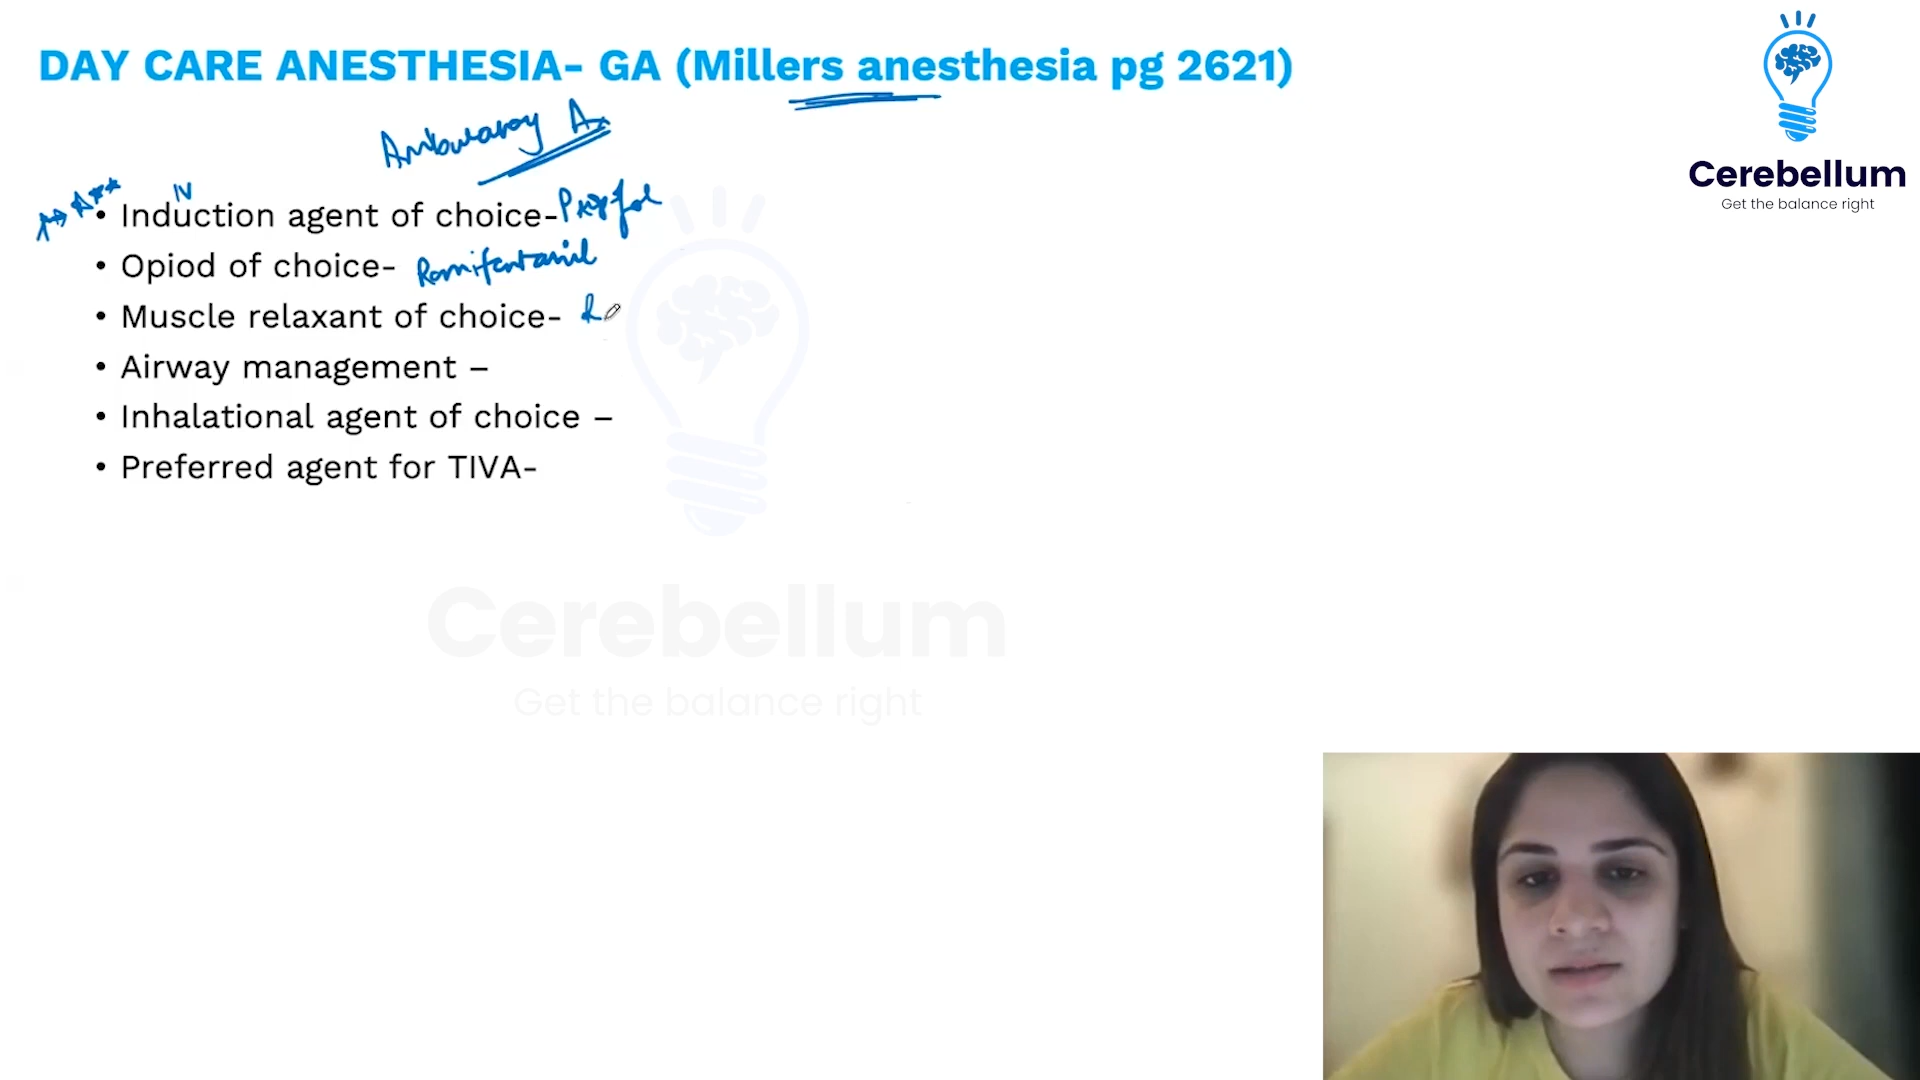 DAY CARE ANESTHESIA- GA (Millers anesthesia pg 2621)
Cerebellum
Get the balance right
IV
• Induction agent of choice- Propofol
• Opiod of choice- Remifentanil
• Muscle relaxant of choice-
• Airway management –
• Inhalational agent of choice –
• Preferred agent for TIVA-
Cerebellum
Get the balance right